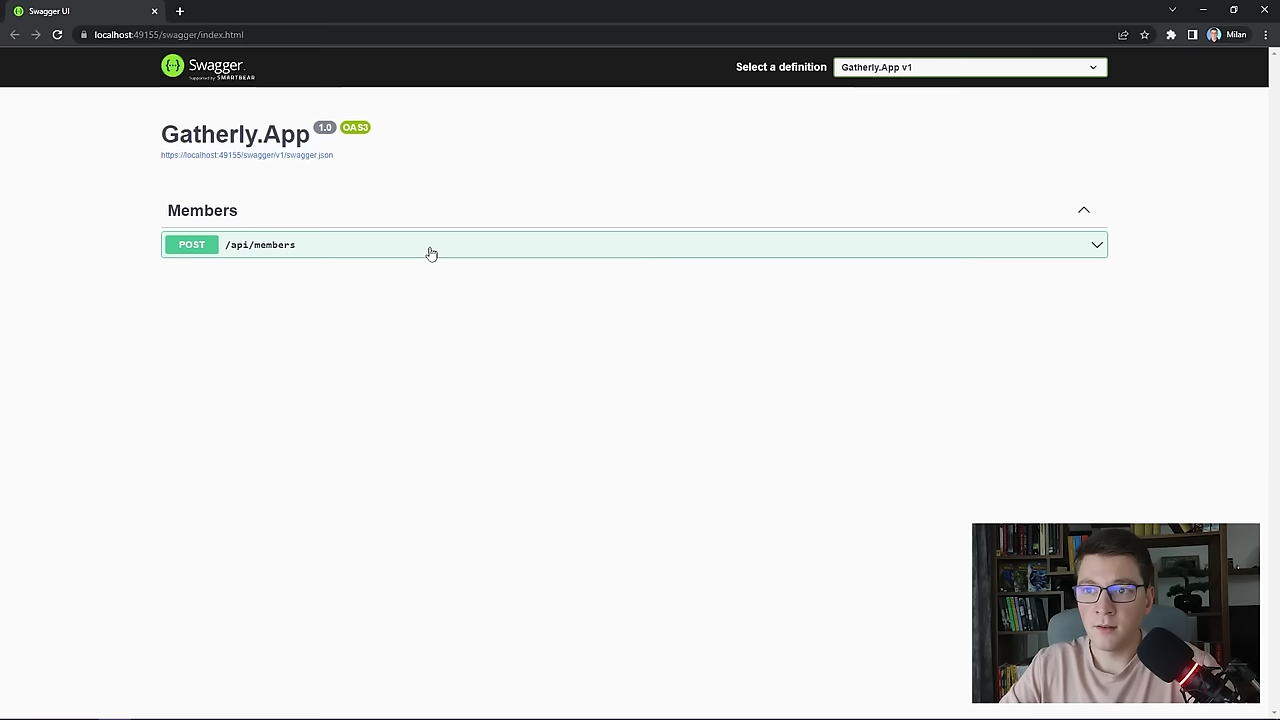 Swagger UI
localhost:49155/swagger/index.html
Milan
Swagger.
Supported by SMARTBEAR
Select a definition
Gatherly.App v1
Gatherly.App 1.0 OAS3
https://localhost:49155/swagger/v1/swagger.json
Members
POST /api/members